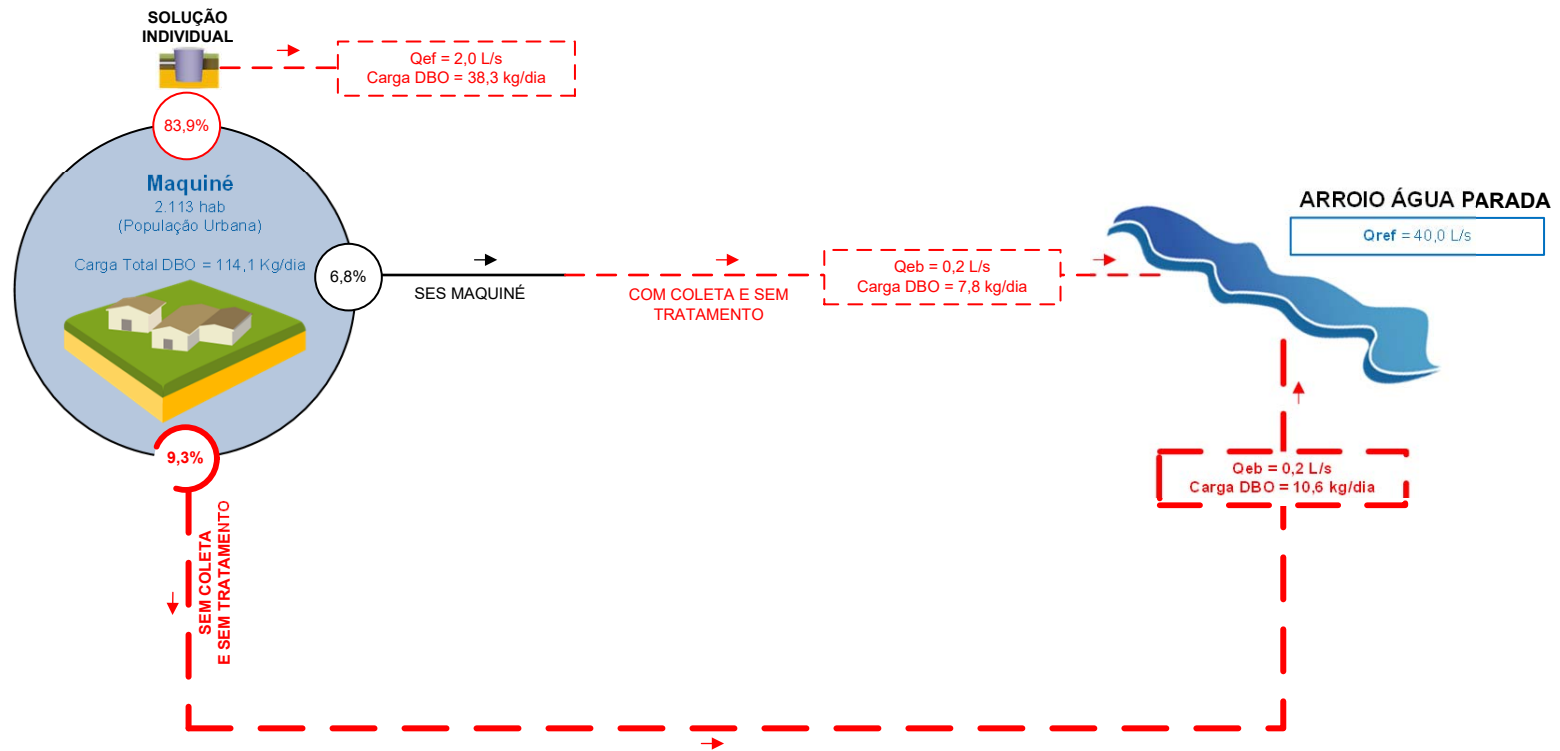 SOLUÇÃO
INDIVIDUAL
Qef = 2,0 L/s
Carga DBO = 38,3 kg/dia
83,9%
Maquiné
2.113 hab
(População Urbana)
Carga Total DBO = 114,1 Kg/dia
6,8%
SES MAQUINÉ
COM COLETA E SEM
TRATAMENTO
Qeb = 0,2 L/s
Carga DBO = 7,8 kg/dia
ARROIO ÁGUA PARADA
Qref = 40,0 L/s
9,3%
SEM COLETA
E SEM TRATAMENTO
Qeb = 0,2 L/s
Carga DBO = 10,6 kg/dia